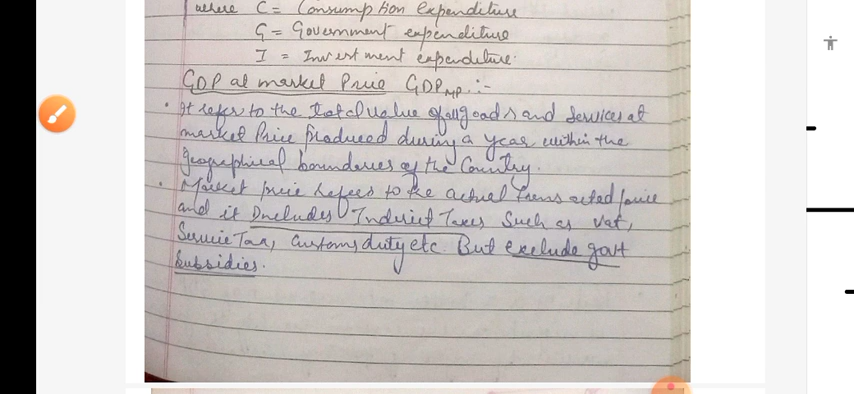 where C = Consumption expenditure
G = Government expenditure
I = Investment expenditure.
GDP at market Price GDPMP :-
• It refer to the total value of all goods and services at
market Price produced during a year within the
geographical boundaries of the Country.
• Market price refers to the actual transacted price
and it Includes Indirect Taxes Such as Vat,
Service Tax, Customs duty etc. But exclude govt
Subsidies.